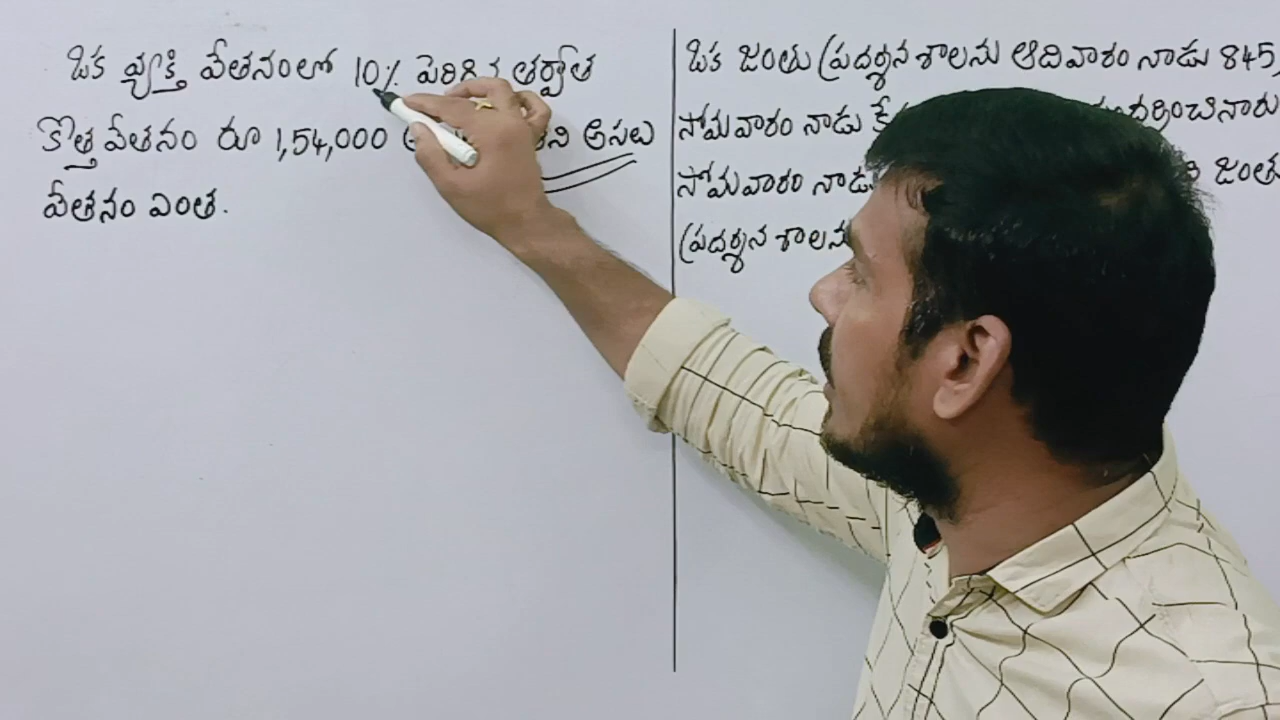 ఒక వ్యక్తి వేతనంలో 10% పెరిగిన తర్వాత
కొత్త వేతనం రూ 1,54,000 అసలు
వేతనం ఎంత.
ఒక జంతు ప్రదర్శన శాలను ఆదివారం నాడు 845,
సోమవారం నాడు సందర్శించినారు
సోమవారం నాడు జంతు
ప్రదర్శన శాలను